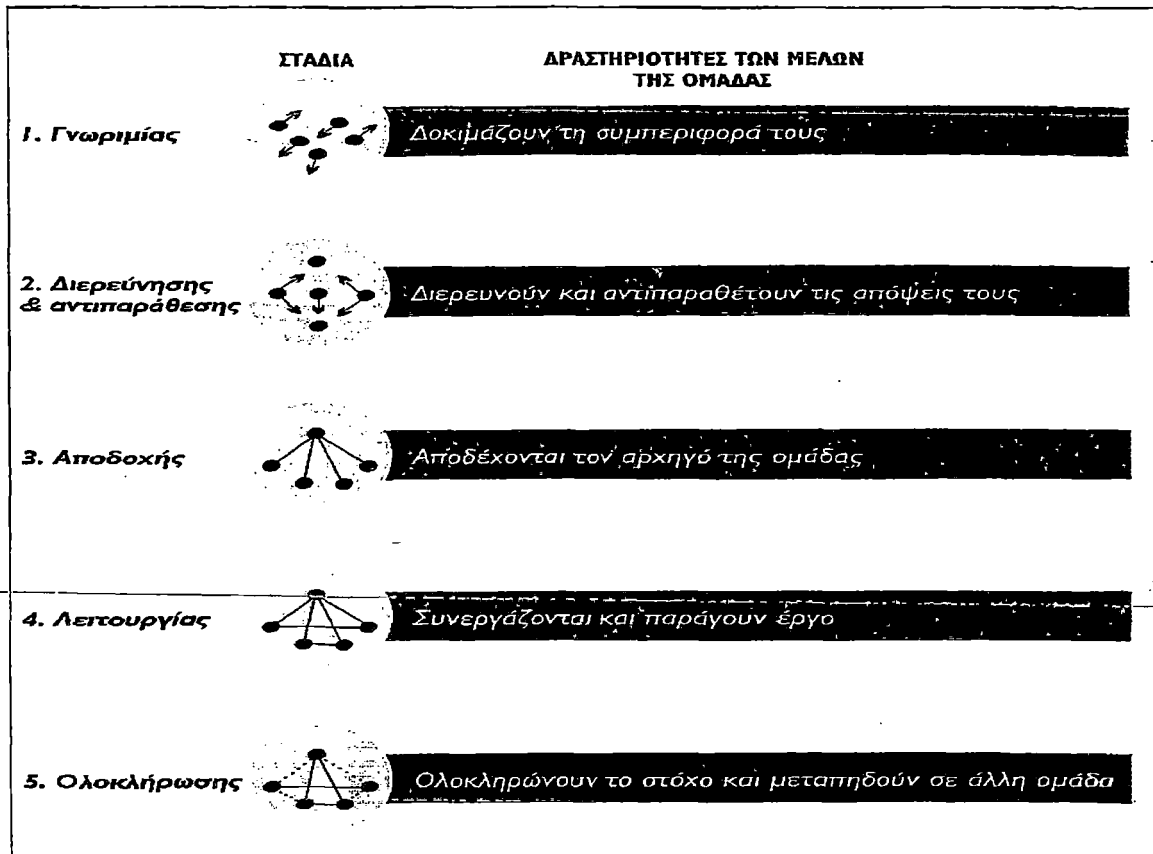 ΣΤΑΔΙΑ
ΔΡΑΣΤΗΡΙΟΤΗΤΕΣ ΤΩΝ ΜΕΛΩΝ
ΤΗΣ ΟΜΑΔΑΣ
1. Γνωριμίας
Δοκιμάζουν τη συμπεριφορά τους
2. Διερεύνησης
& αντιπαράθεσης
Διερευνούν και αντιπαραθέτουν τις απόψεις τους
3. Αποδοχής
Αποδέχονται τον αρχηγό της ομάδας
4. Λειτουργίας
Συνεργάζονται και παράγουν έργο
5. Ολοκλήρωσης
Ολοκληρώνουν το στόχο και μεταπηδούν σε άλλη ομάδα